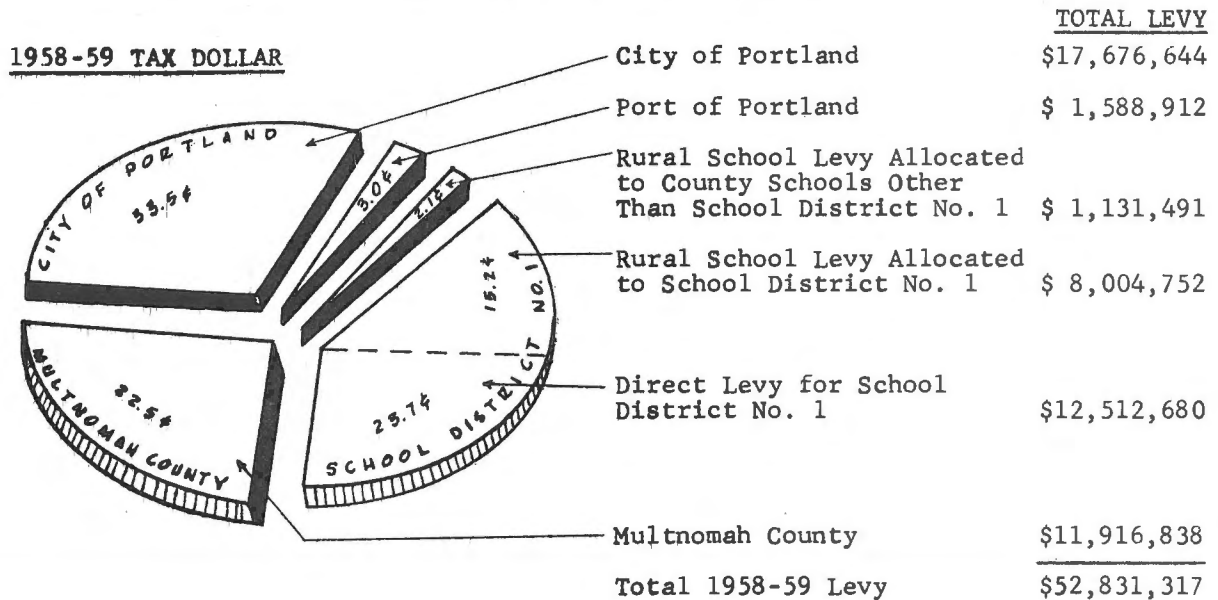 TOTAL LEVY
1958-59 TAX DOLLAR
City of Portland $17,676,644
Port of Portland $ 1,588,912
Rural School Levy Allocated
to County Schools Other
Than School District No. 1 $ 1,131,491
Rural School Levy Allocated
to School District No. 1 $ 8,004,752
Direct Levy for School
District No. 1 $12,512,680
Multnomah County $11,916,838
Total 1958-59 Levy $52,831,317
CITY OF PORTLAND
33.5¢
3.0¢
2.1¢
15.2¢
23.7¢
SCHOOL DISTRICT NO. 1
22.5¢
MULTNOMAH COUNTY